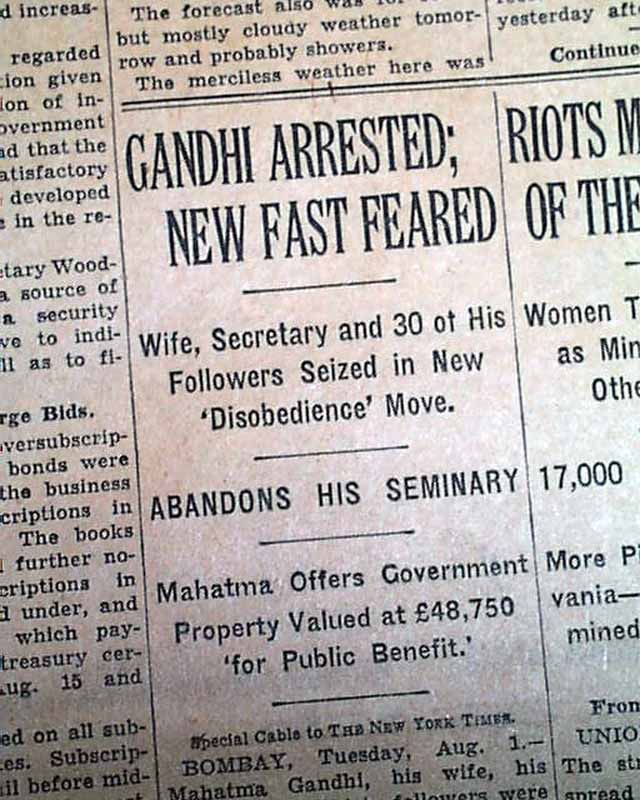 d increas-
regarded
tion given
ion of in-
overnment
ad that the
atisfactory
developed
e in the re-
etary Wood-
a source of
a security
ve to indi-
ll as to fi-
rge Bids.
versubscrip-
bonds were
the business
criptions in
The books
further no-
criptions in
d under, and
which pay-
treasury cer-
Aug. 15 and
ed on all sub-
es. Subscrip-
il before mid-
The forecast also was
but mostly cloudy weather tomor-
row and probably showers.
The merciless weather here was
GANDHI ARRESTED;
NEW FAST FEARED
Wife, Secretary and 30 of His
Followers Seized in New
'Disobedience' Move.
ABANDONS HIS SEMINARY
Mahatma Offers Government
Property Valued at £48,750
'for Public Benefit.'
Special Cable to THE NEW YORK TIMES.
BOMBAY, Tuesday, Aug. 1.—
Mahatma Gandhi, his wife, his
followers were
yesterday aft
Continue
RIOTS M
OF THE
Women T
as Min
Othe
17,000
More Pi
vania—
mined
From
UNIO
The str
spread